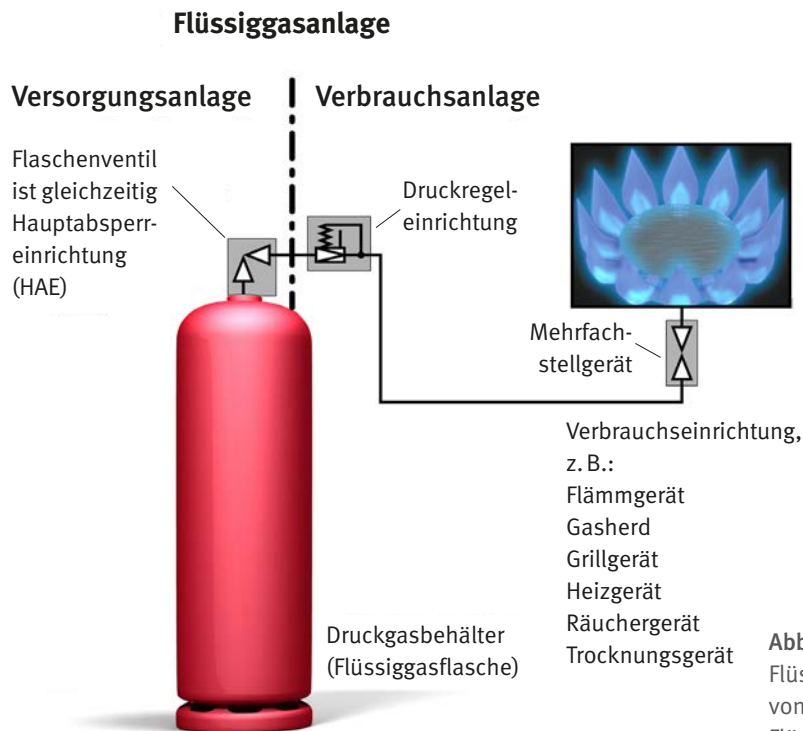 Flüssiggasanlage
Versorgungsanlage
Verbrauchsanlage
Flaschenventil
ist gleichzeitig
Hauptabsperr-
einrichtung
(HAE)
Druckregel-
einrichtung
Mehrfach-
stellgerät
Verbrauchseinrichtung,
z. B.:
Flämmgerät
Gasherd
Grillgerät
Heizgerät
Räuchergerät
Trocknungsgerät
Druckgasbehälter
(Flüssiggasflasche)
Abb
Flüs
von